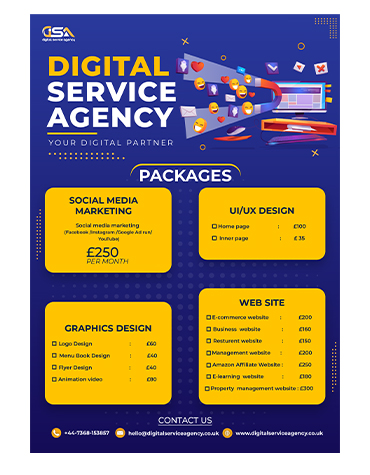 DSA
digital service agency
DIGITAL
SERVICE
AGENCY
YOUR DIGITAL PARTNER
PACKAGES
SOCIAL MEDIA
MARKETING
Social media marketing
(Facebook /Instagram /Google Ad run/
YouTube)
£250
PER MONTH
UI/UX DESIGN
Home page : £100
Inner page : £ 35
GRAPHICS DESIGN
Logo Design : £60
Menu Book Design : £40
Flyer Design : £40
Animation video : £80
WEB SITE
E-commerce website : £200
Business website : £160
Resturent website : £150
Management website : £200
Amazon Affiliate Website : £250
E-learning website : £180
Property management website : £300
CONTACT US
+44-7368-153857
hello@digitalserviceagency.co.uk
www.digitalserviceagency.co.uk